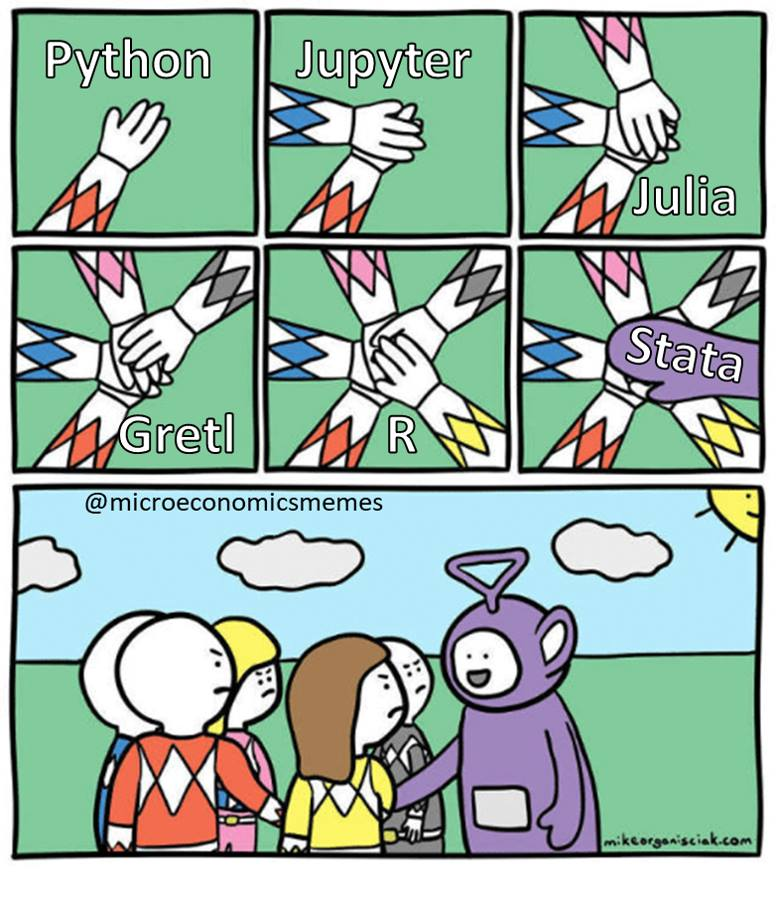 Python
Jupyter
Julia
Gretl
R
Stata
@microeconomicsmemes
mikeorganisciak.com